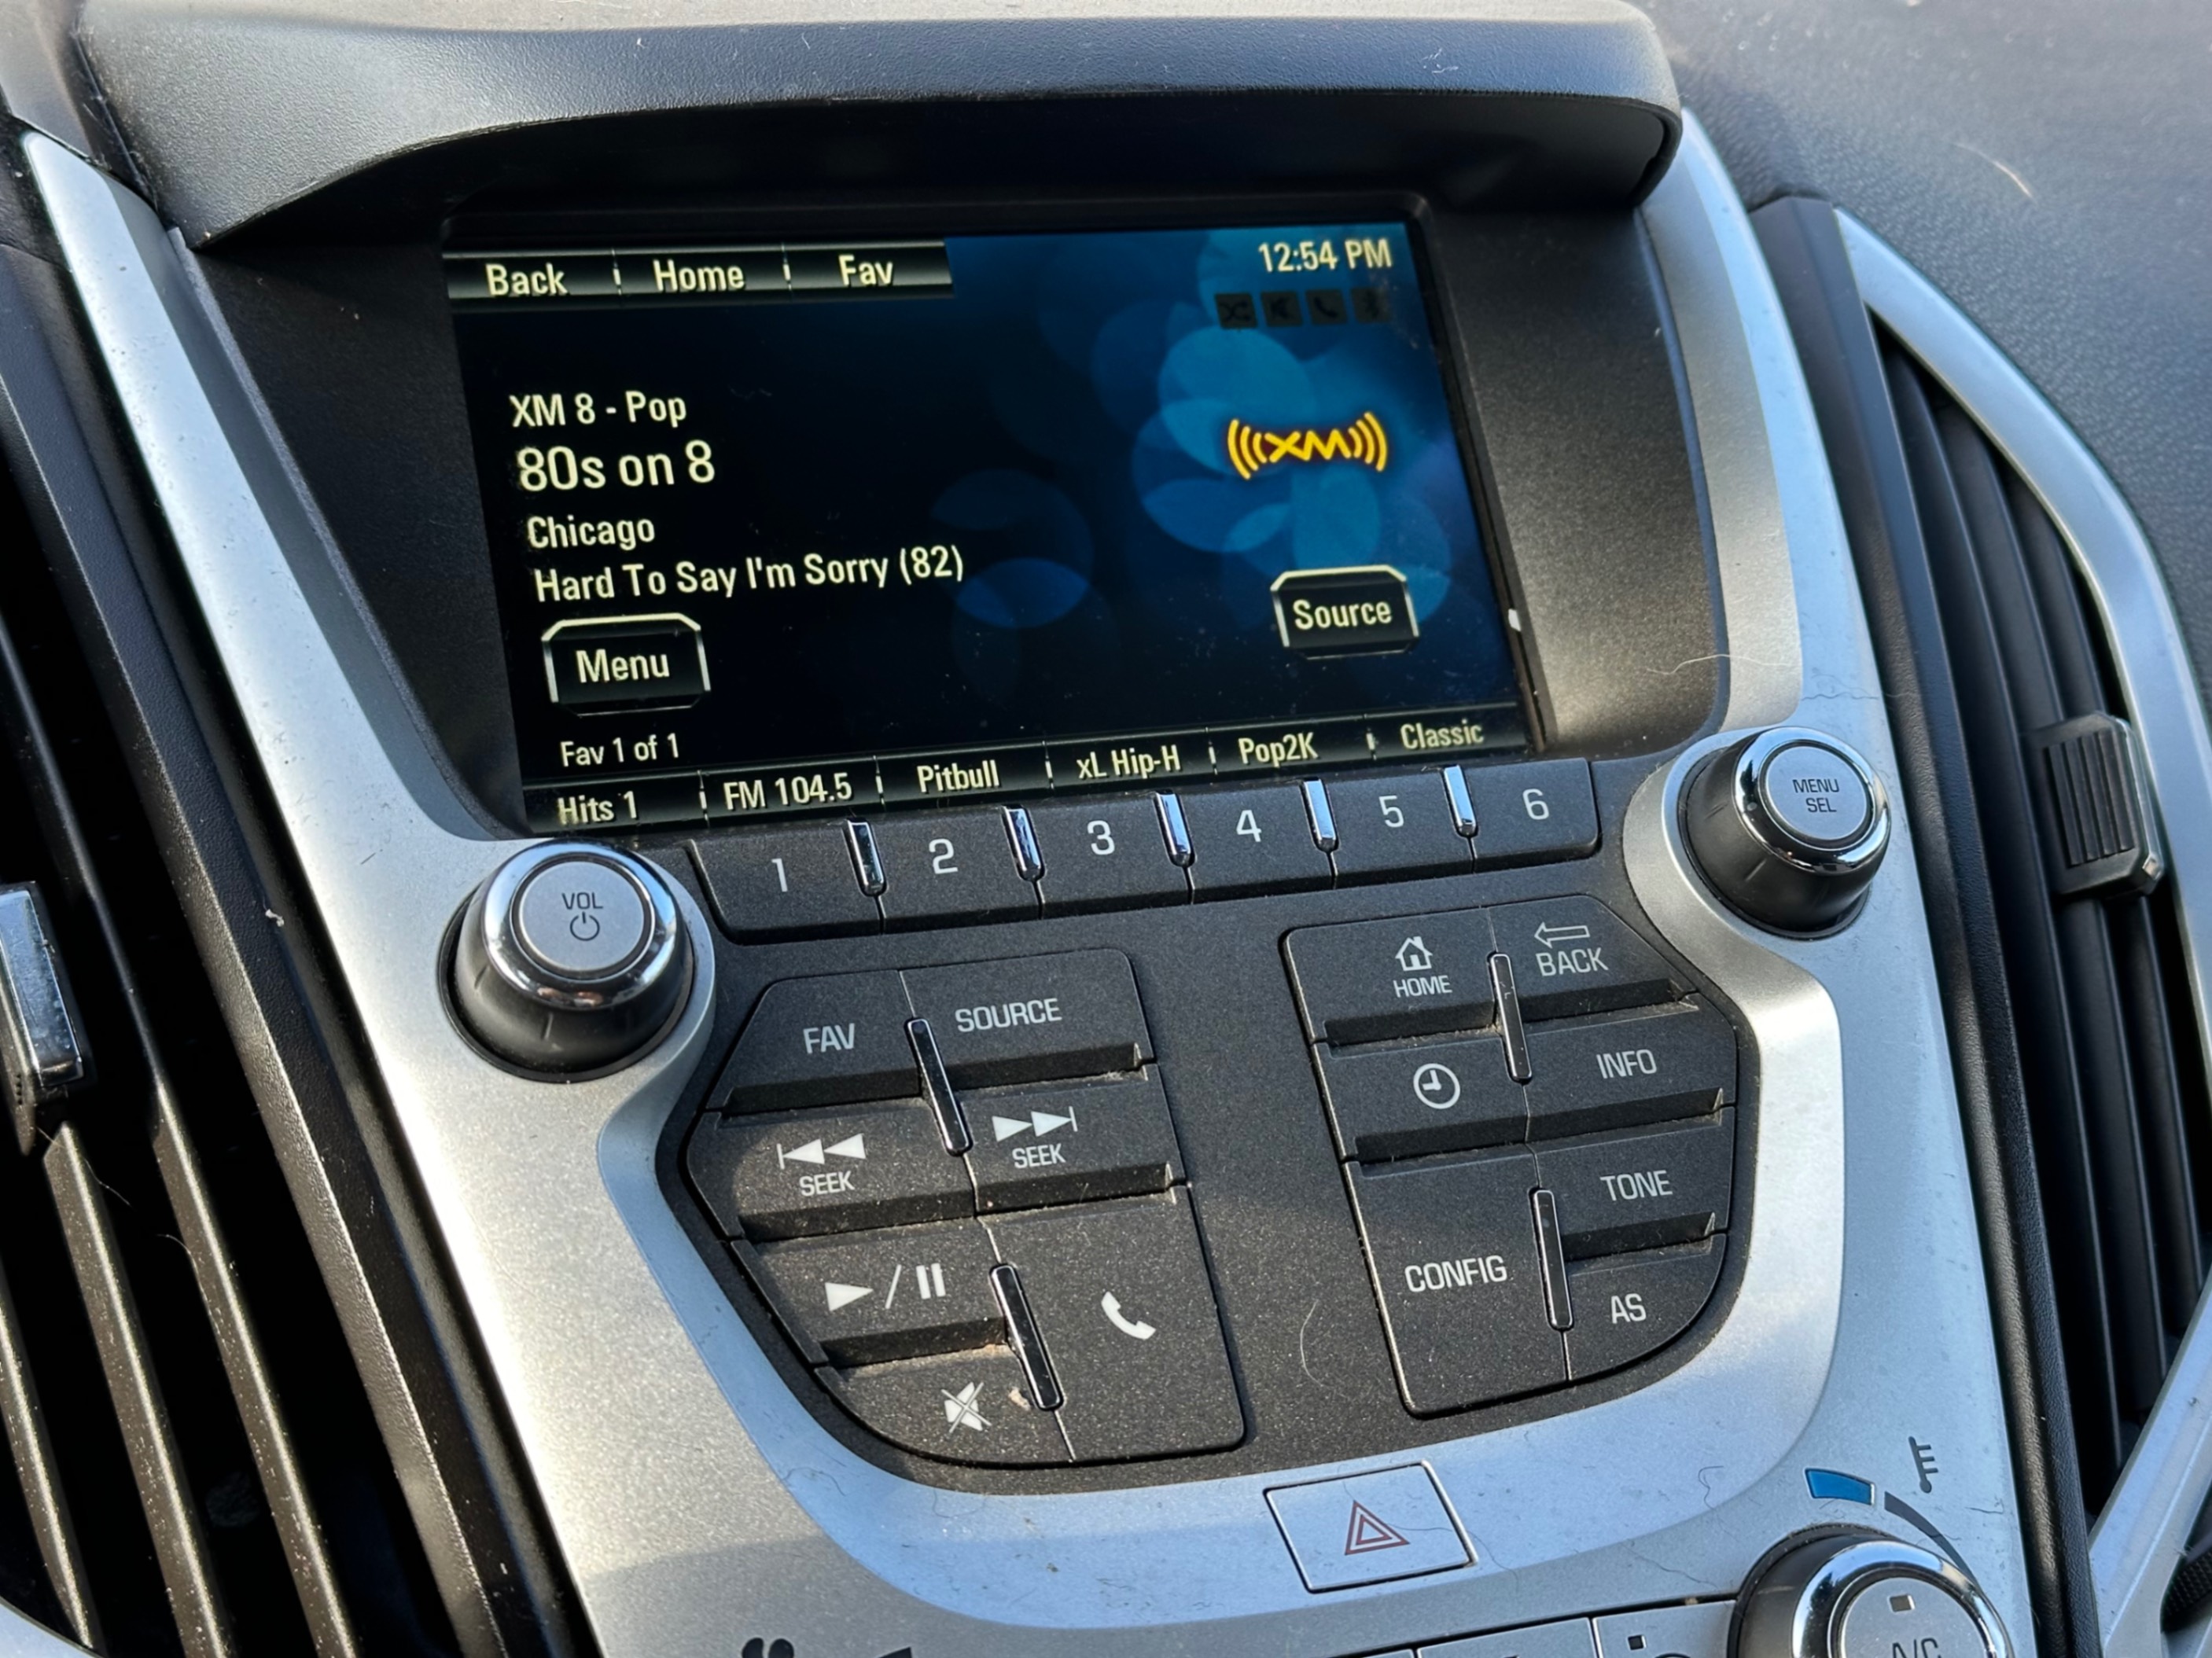 Back Home Fav 12:54 PM
XM 8 - Pop
80s on 8
XM
Chicago
Hard To Say I'm Sorry (82)
Menu Source
Fav 1 of 1
Hits 1 FM 104.5 Pitbull xL Hip-H Pop2K Classic
1 2 3 4 5 6
VOL
MENU
SEL
FAV SOURCE
SEEK SEEK
HOME BACK
INFO
TONE
CONFIG
AS
A/C